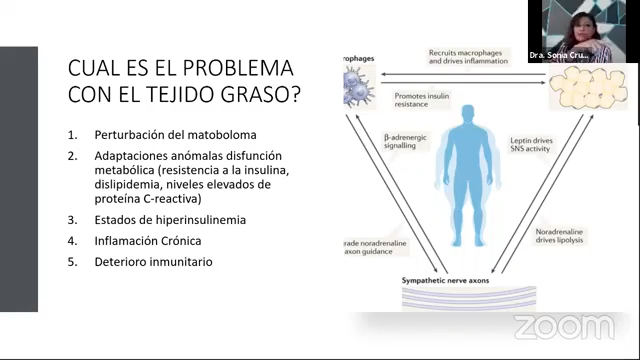 CUAL ES EL PROBLEMA
CON EL TEJIDO GRASO?
1. Perturbación del matoboloma
2. Adaptaciones anómalas disfunción
metabólica (resistencia a la insulina,
dislipidemia, niveles elevados de
proteína C-reactiva)
3. Estados de hiperinsulinemia
4. Inflamación Crónica
5. Deterioro inmunitario
phages
Recruits macrophages
and drives inflammation
Promotes insulin
resistance
β-adrenergic
signalling
Leptin drives
SNS activity
rade noradrenaline
axon guidance
Noradrenaline
drives lipolysis
Sympathetic nerve axons
Dra. Sonia Cru...
zoom